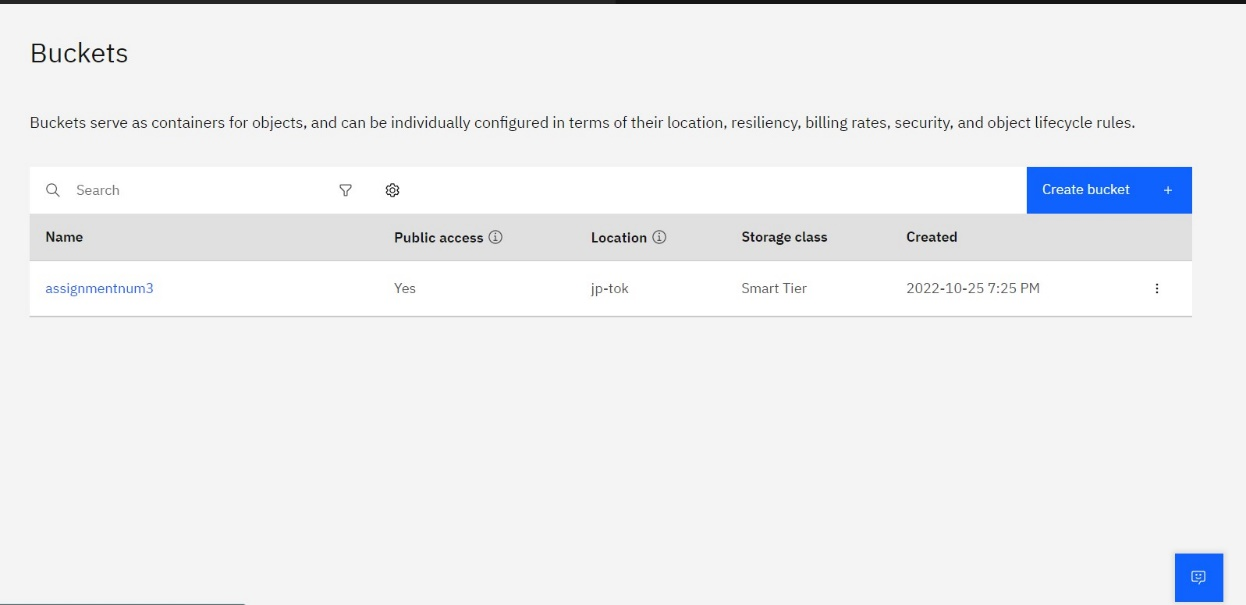 Buckets
Buckets serve as containers for objects, and can be individually configured in terms of their location, resiliency, billing rates, security, and object lifecycle rules.
Search Create bucket +
Name Public access Location Storage class Created
assignmentnum3 Yes jp-tok Smart Tier 2022-10-25 7:25 PM